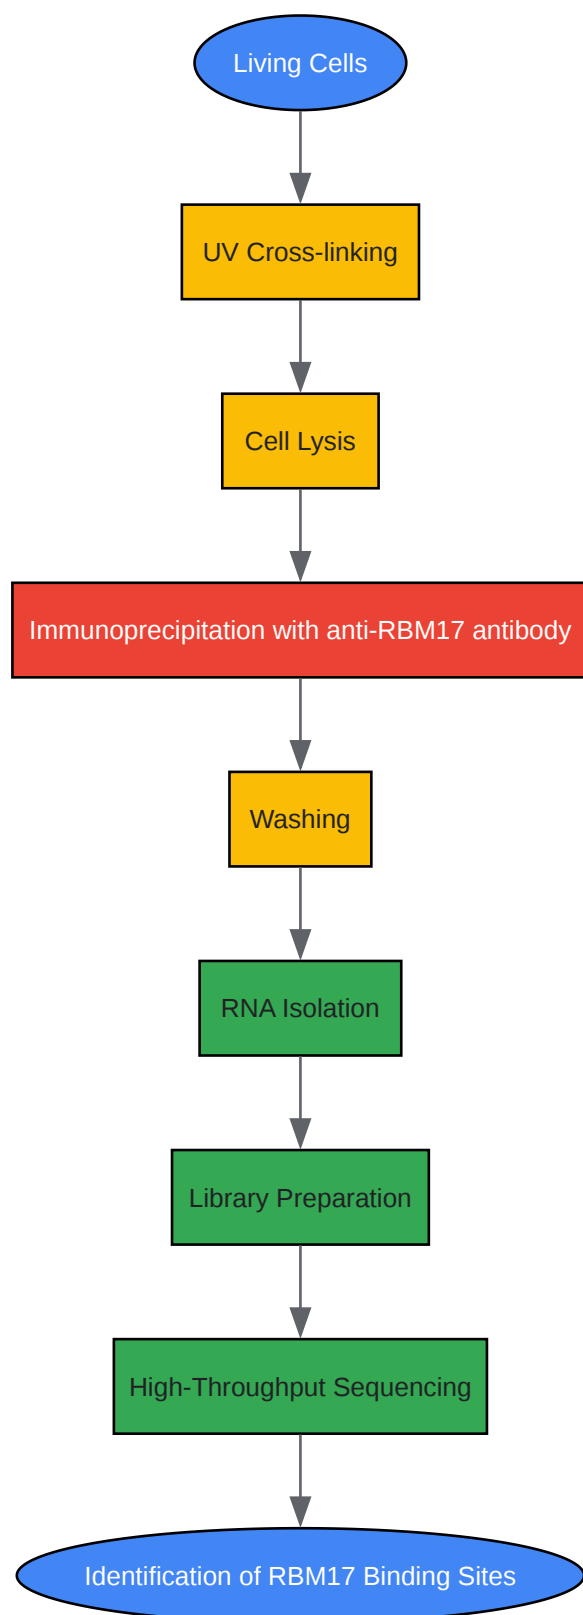 Living Cells
UV Cross-linking
Cell Lysis
Immunoprecipitation with anti-RBM17 antibody
Washing
RNA Isolation
Library Preparation
High-Throughput Sequencing
Identification of RBM17 Binding Sites